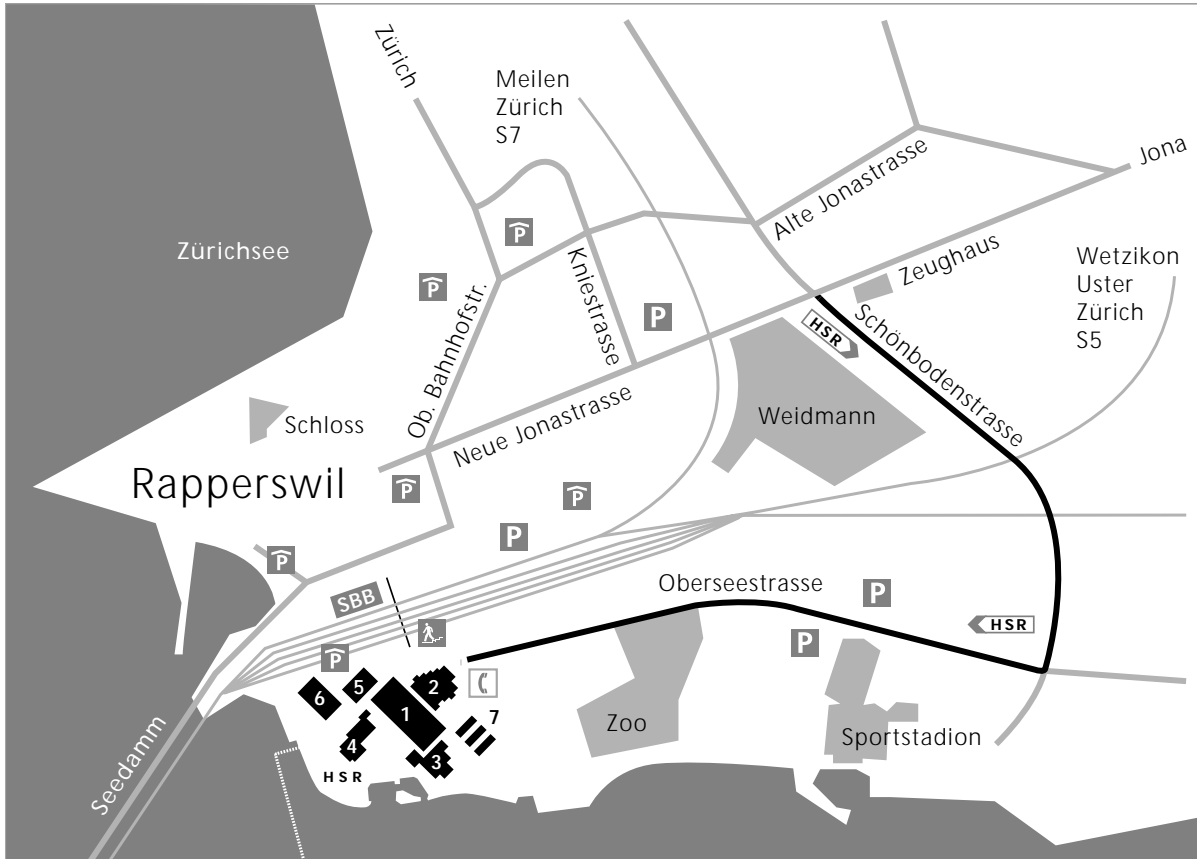 Zürich
Meilen
Zürich
S7
Jona
Alte Jonastrasse
Zürichsee
P
Kniestrasse
Zeughaus
Wetzikon
Uster
Zürich
S5
P
Ob. Bahnhofstr.
P
HSR
Schönbodenstrasse
Schloss
Neue Jonastrasse
Weidmann
Rapperswil
P
P
P
P
SBB
Oberseestrasse
P
HSR
P
P
6
5
2
1
7
4
3
Zoo
Sportstadion
HSR
Seedamm